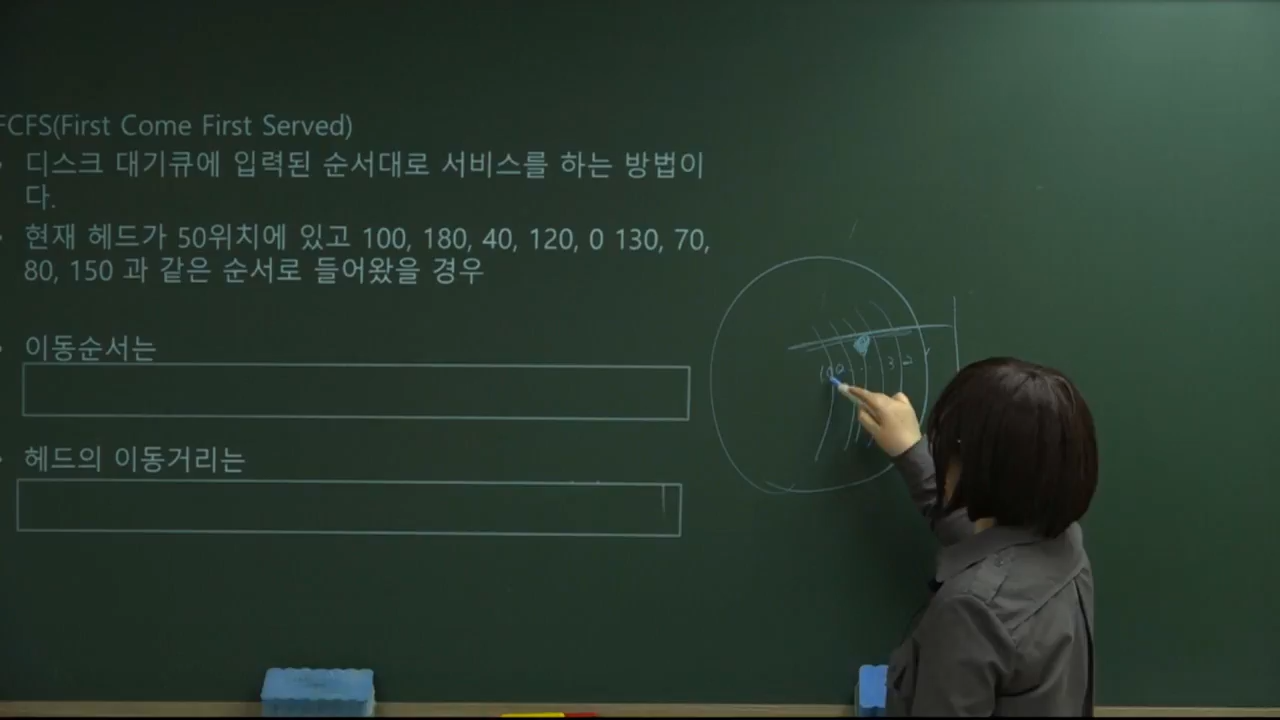 FCFS(First Come First Served)
디스크 대기큐에 입력된 순서대로 서비스를 하는 방법이
다.
현재 헤드가 50위치에 있고 100, 180, 40, 120, 0 130, 70,
80, 150 과 같은 순서로 들어왔을 경우
이동순서는
헤드의 이동거리는
100 3 2